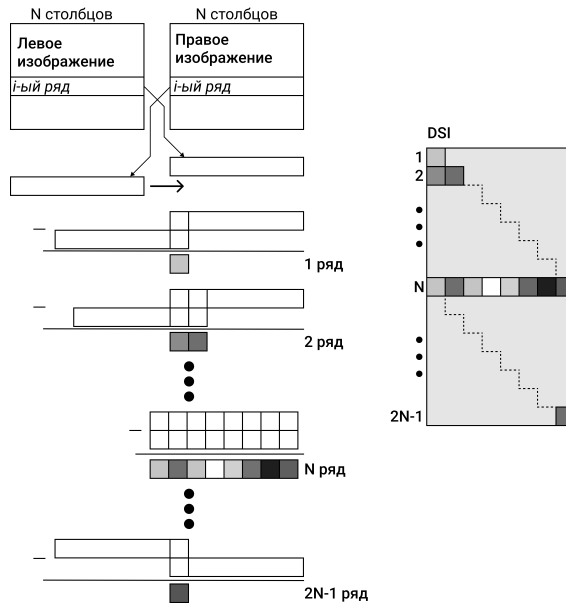 N столбцов
N столбцов
Левое
изображение
Правое
изображение
i-ый ряд
i-ый ряд
1 ряд
2 ряд
N ряд
2N-1 ряд
DSI
1
2
N
2N-1